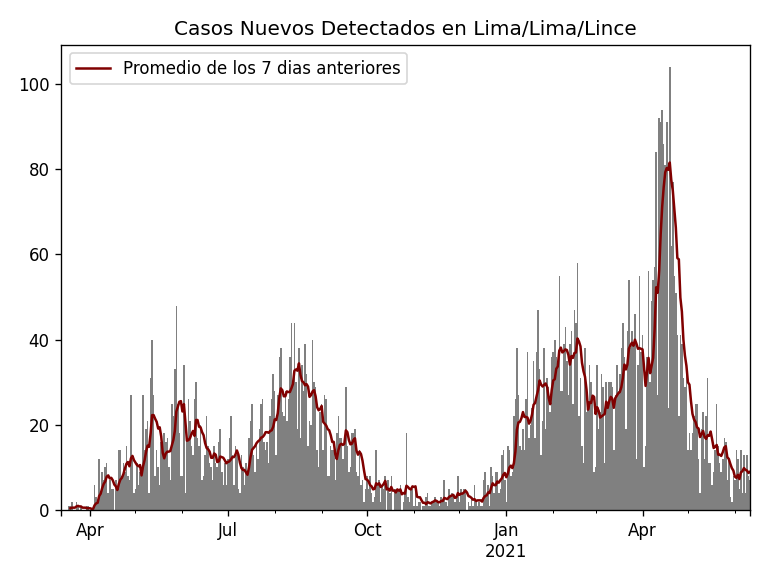 Casos Nuevos Detectados en Lima/Lima/Lince
Promedio de los 7 dias anteriores
100
80
60
40
20
0
Apr Jul Oct Jan Apr
2021